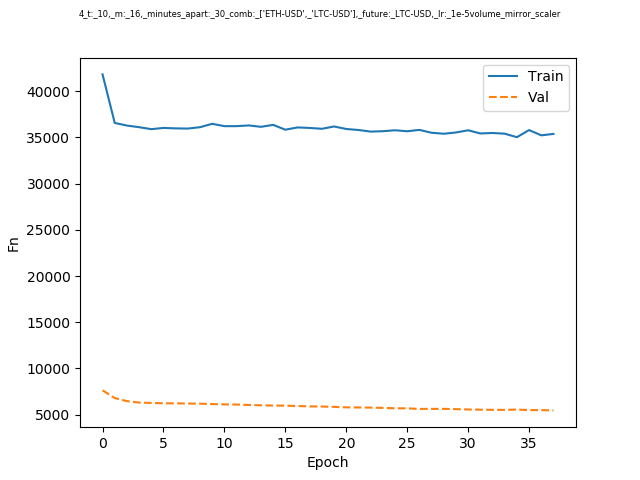 4_t:_10,_m:_16,_minutes_apart:_30_comb:_['ETH-USD',_'LTC-USD'],_future:_LTC-USD,_lr:_1e-5volume_mirror_scaler
Train
Val
40000
35000
30000
25000
20000
15000
10000
5000
Fn
0 5 10 15 20 25 30 35
Epoch